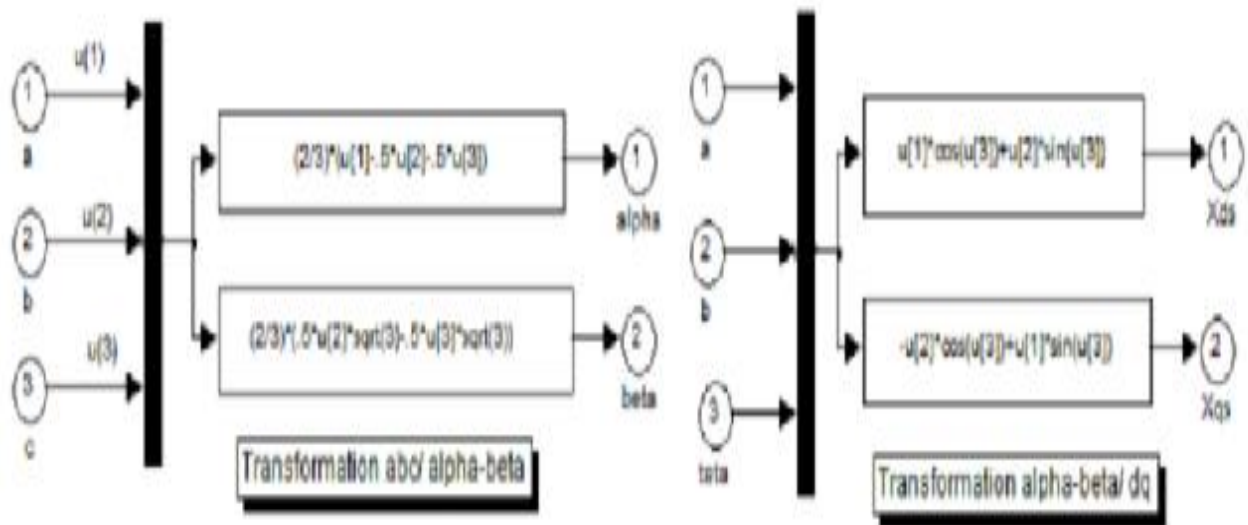 u(1)
1
a
(2/3)*(u[1]-.5*u[2]-.5*u[3])
1
alpha
u(2)
2
b
(2/3)*(.5*u[2]*sqrt(3)-.5*u[3]*sqrt(3))
2
beta
u(3)
3
c
Transformation abc/ alpha-beta
1
a
u[1]*cos(u[3])+u[2]*sin(u[3])
1
Xds
2
b
-u[2]*cos(u[3])+u[1]*sin(u[3])
2
Xqs
3
teta
Transformation alpha-beta/ dq